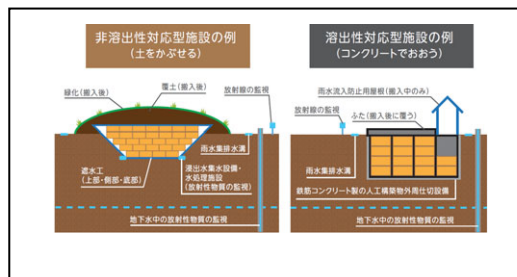 非溶出性対応型施設の例
(土をかぶせる)
緑化(搬入後)
覆土(搬入後)
放射線の監視
雨水集排水溝
遮水工
(上部・側部・底部)
浸出水集水設備・
水処理施設
(放射性物質の監視)
地下水中の放射性物質の監視
溶出性対応型施設の例
(コンクリートでおおう)
雨水流入防止用屋根(搬入中のみ)
放射線の監視
ふた(搬入後に覆う)
雨水集排水溝
鉄筋コンクリート製の人工構築物外周仕切設備
地下水中の放射性物質の監視